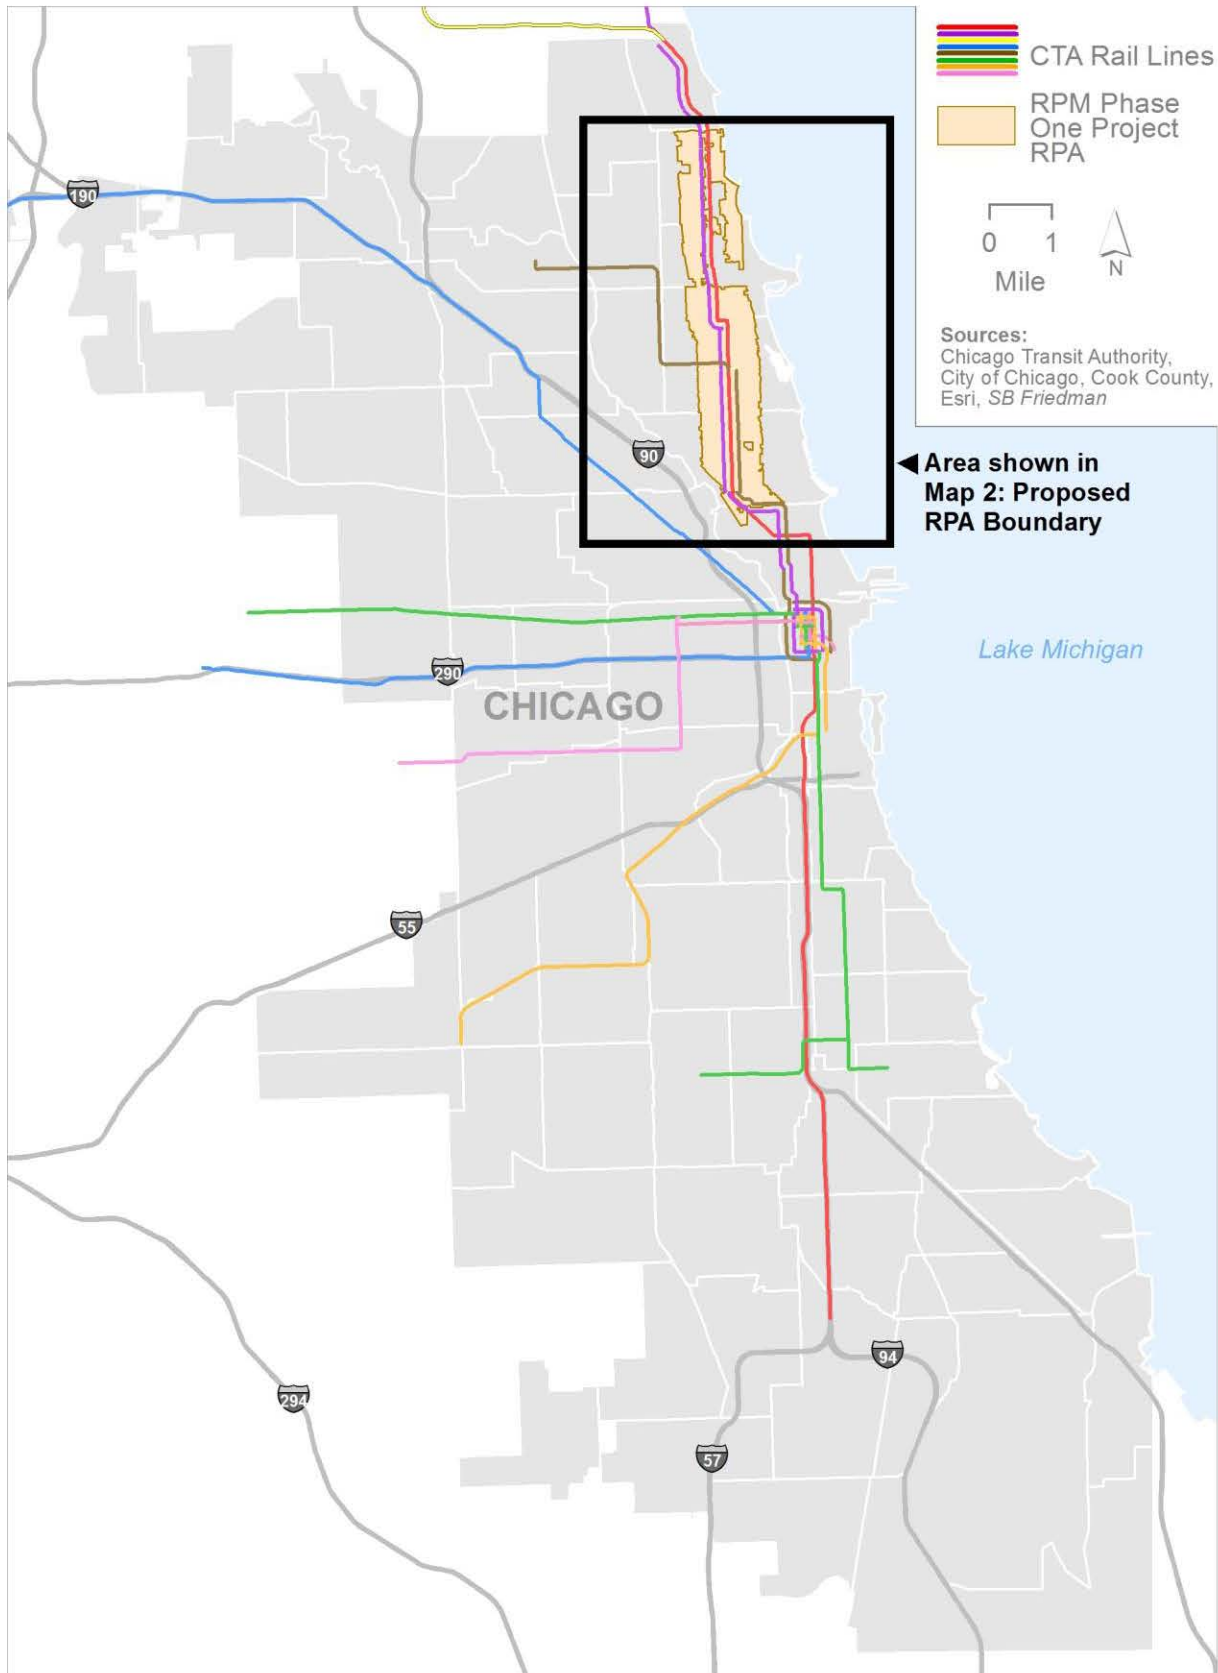 CTA Rail Lines
RPM Phase
One Project
RPA
0 1
Mile
N
Sources:
Chicago Transit Authority,
City of Chicago, Cook County,
Esri, SB Friedman
190
90
Area shown in
Map 2: Proposed
RPA Boundary
Lake Michigan
290
CHICAGO
55
94
294
57